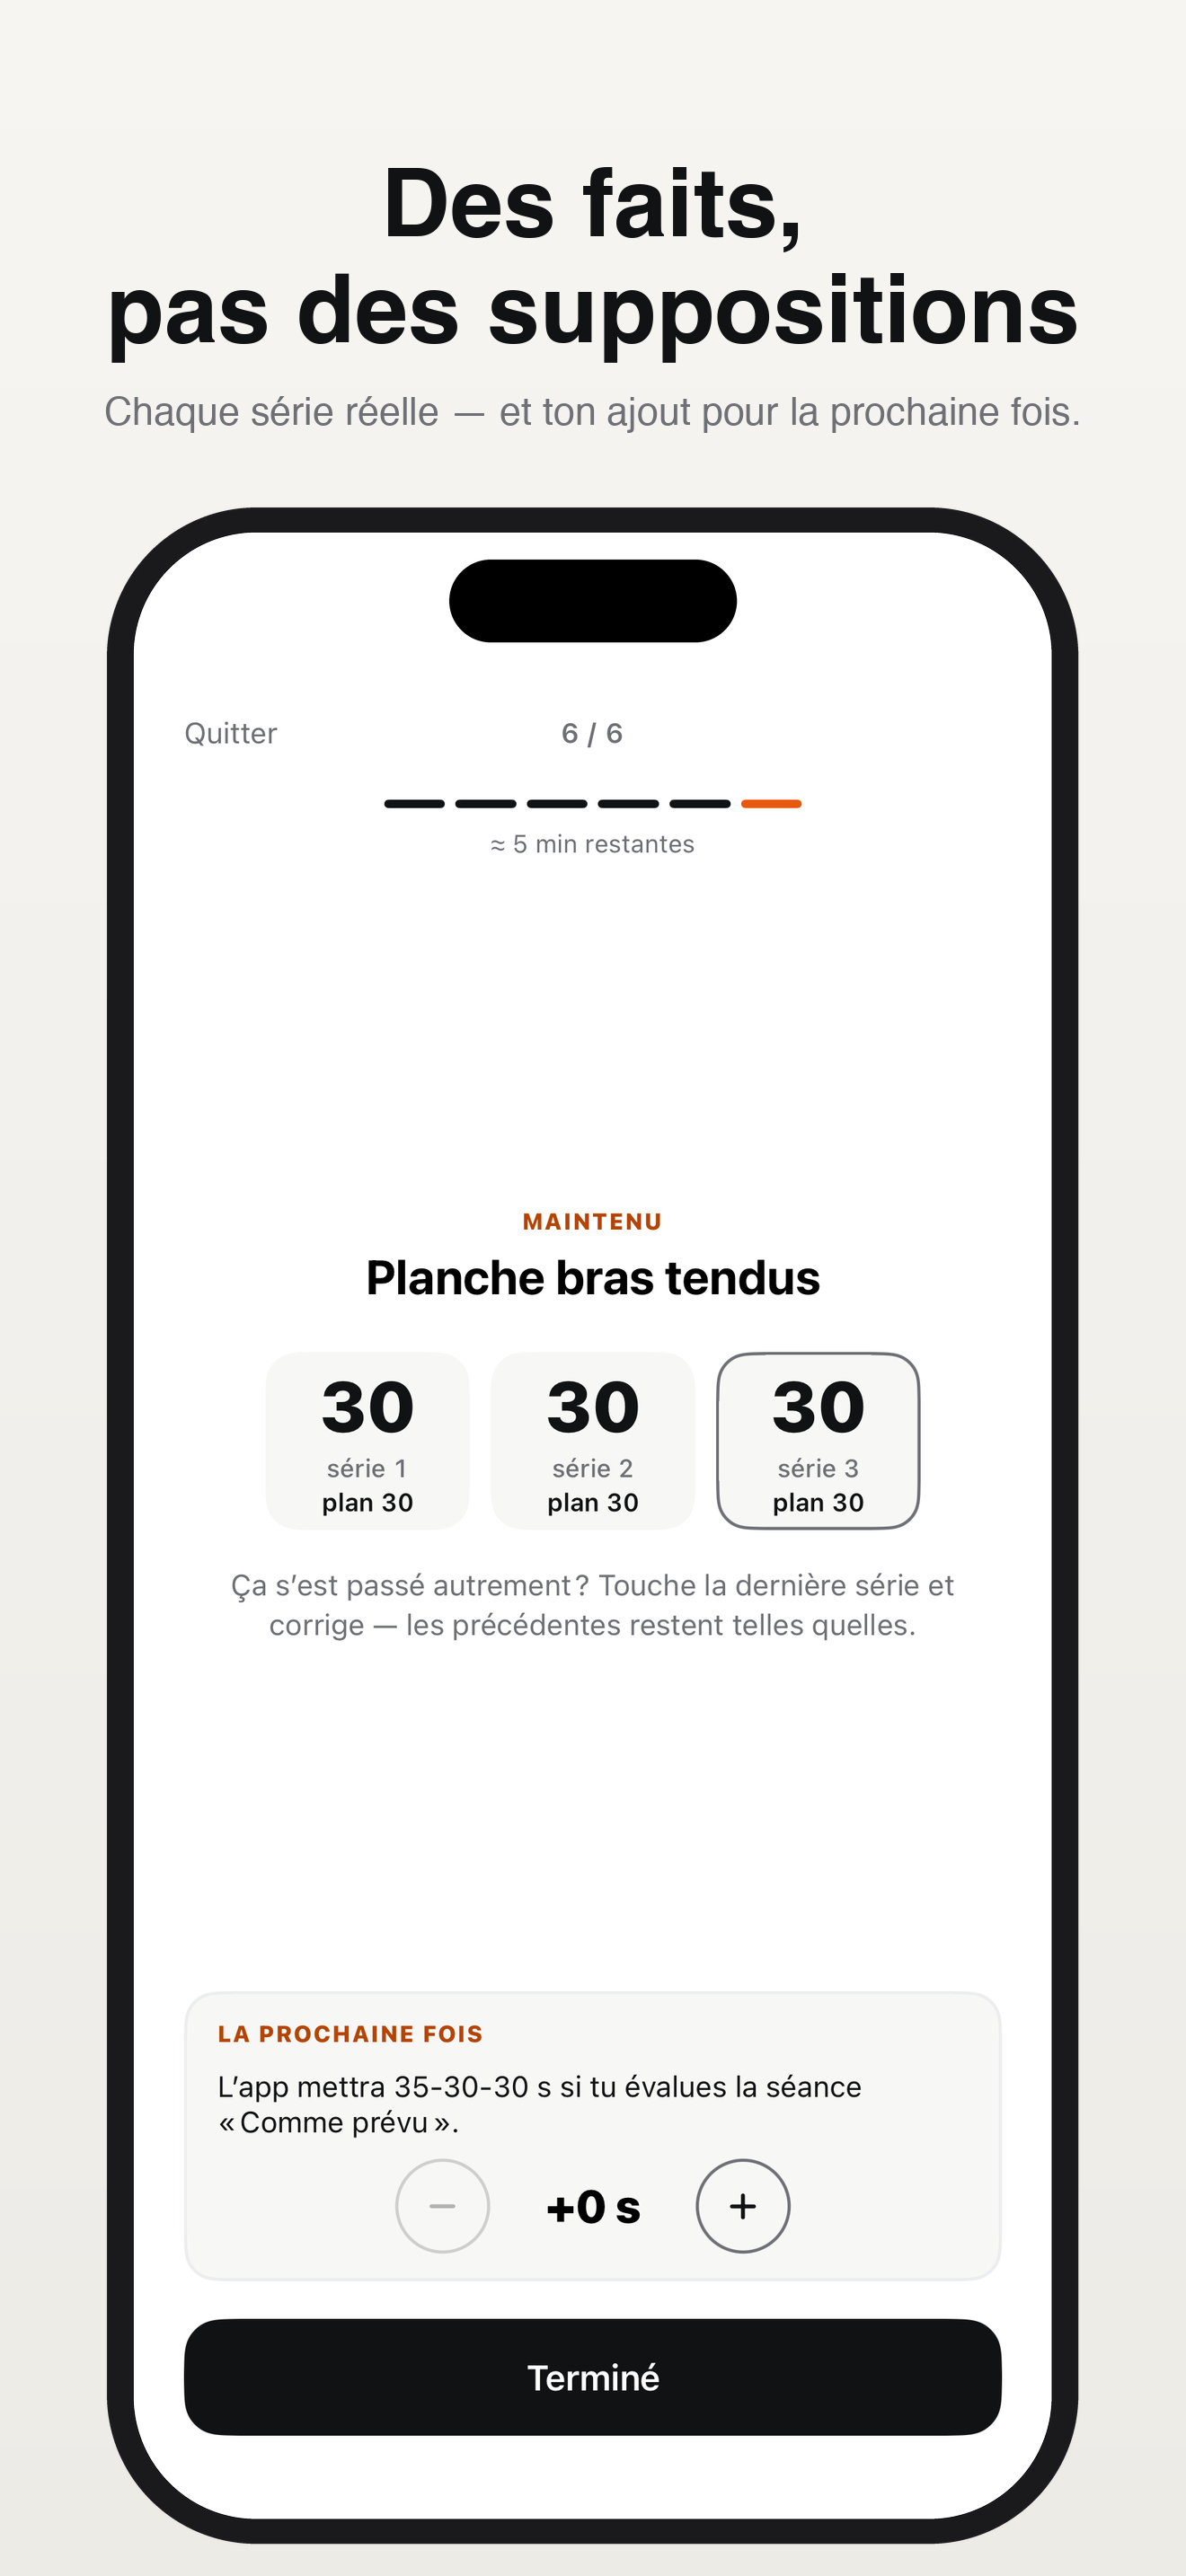 Des faits,
pas des suppositions
Chaque série réelle — et ton ajout pour la prochaine fois.
Quitter
6 / 6
≈ 5 min restantes
MAINTENU
Planche bras tendus
30
série 1
plan 30
30
série 2
plan 30
30
série 3
plan 30
Ça s’est passé autrement ? Touche la dernière série et
corrige — les précédentes restent telles quelles.
LA PROCHAINE FOIS
L’app mettra 35-30-30 s si tu évalues la séance
« Comme prévu ».
−
+0 s
+
Terminé